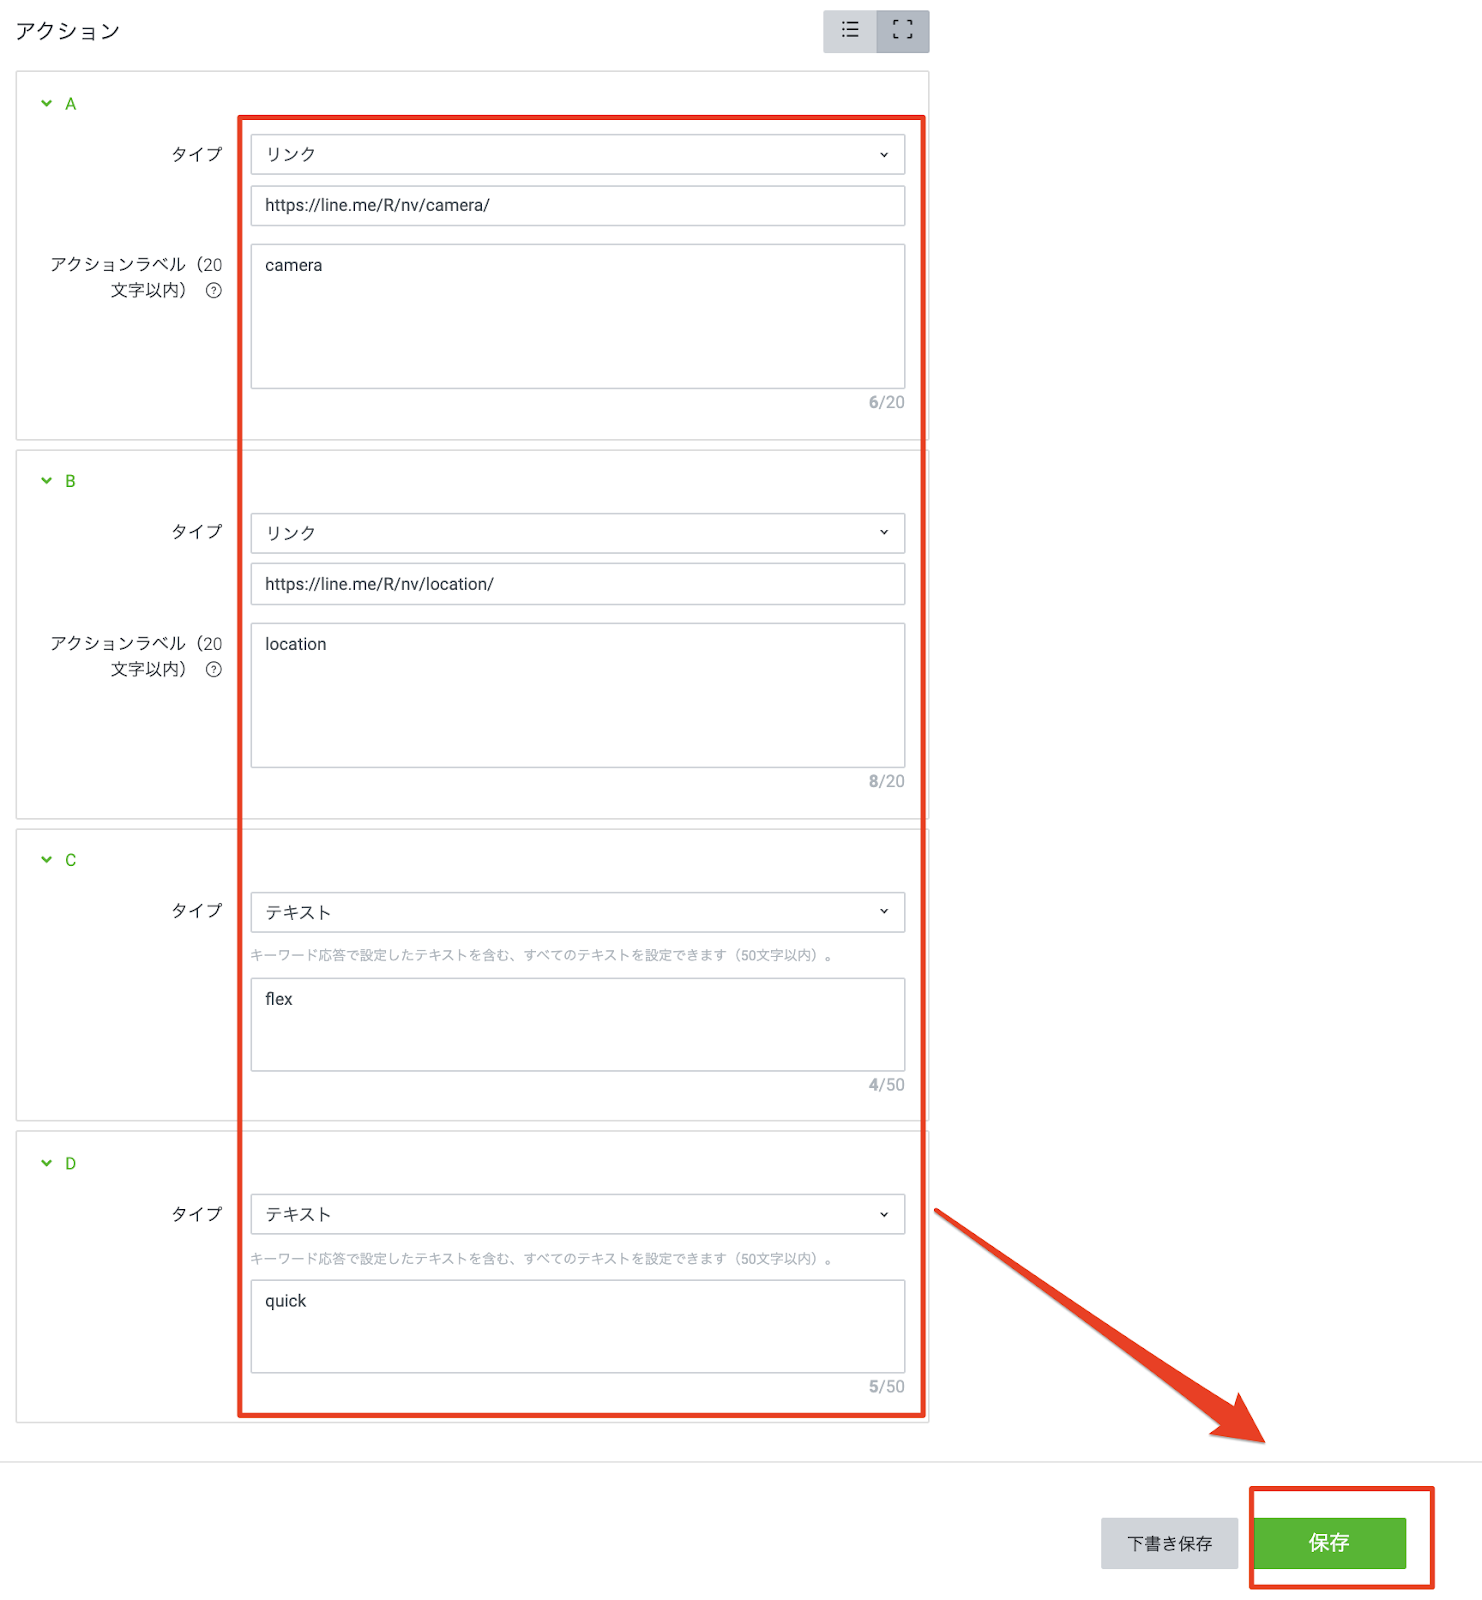 アクション
A
タイプ
リンク
https://line.me/R/nv/camera/
アクションラベル（20
文字以内）
camera
6/20
B
タイプ
リンク
https://line.me/R/nv/location/
アクションラベル（20
文字以内）
location
8/20
C
タイプ
テキスト
キーワード応答で設定したテキストを含む、すべてのテキストを設定できます（50文字以内）。
flex
4/50
D
タイプ
テキスト
キーワード応答で設定したテキストを含む、すべてのテキストを設定できます（50文字以内）。
quick
5/50
下書き保存
保存